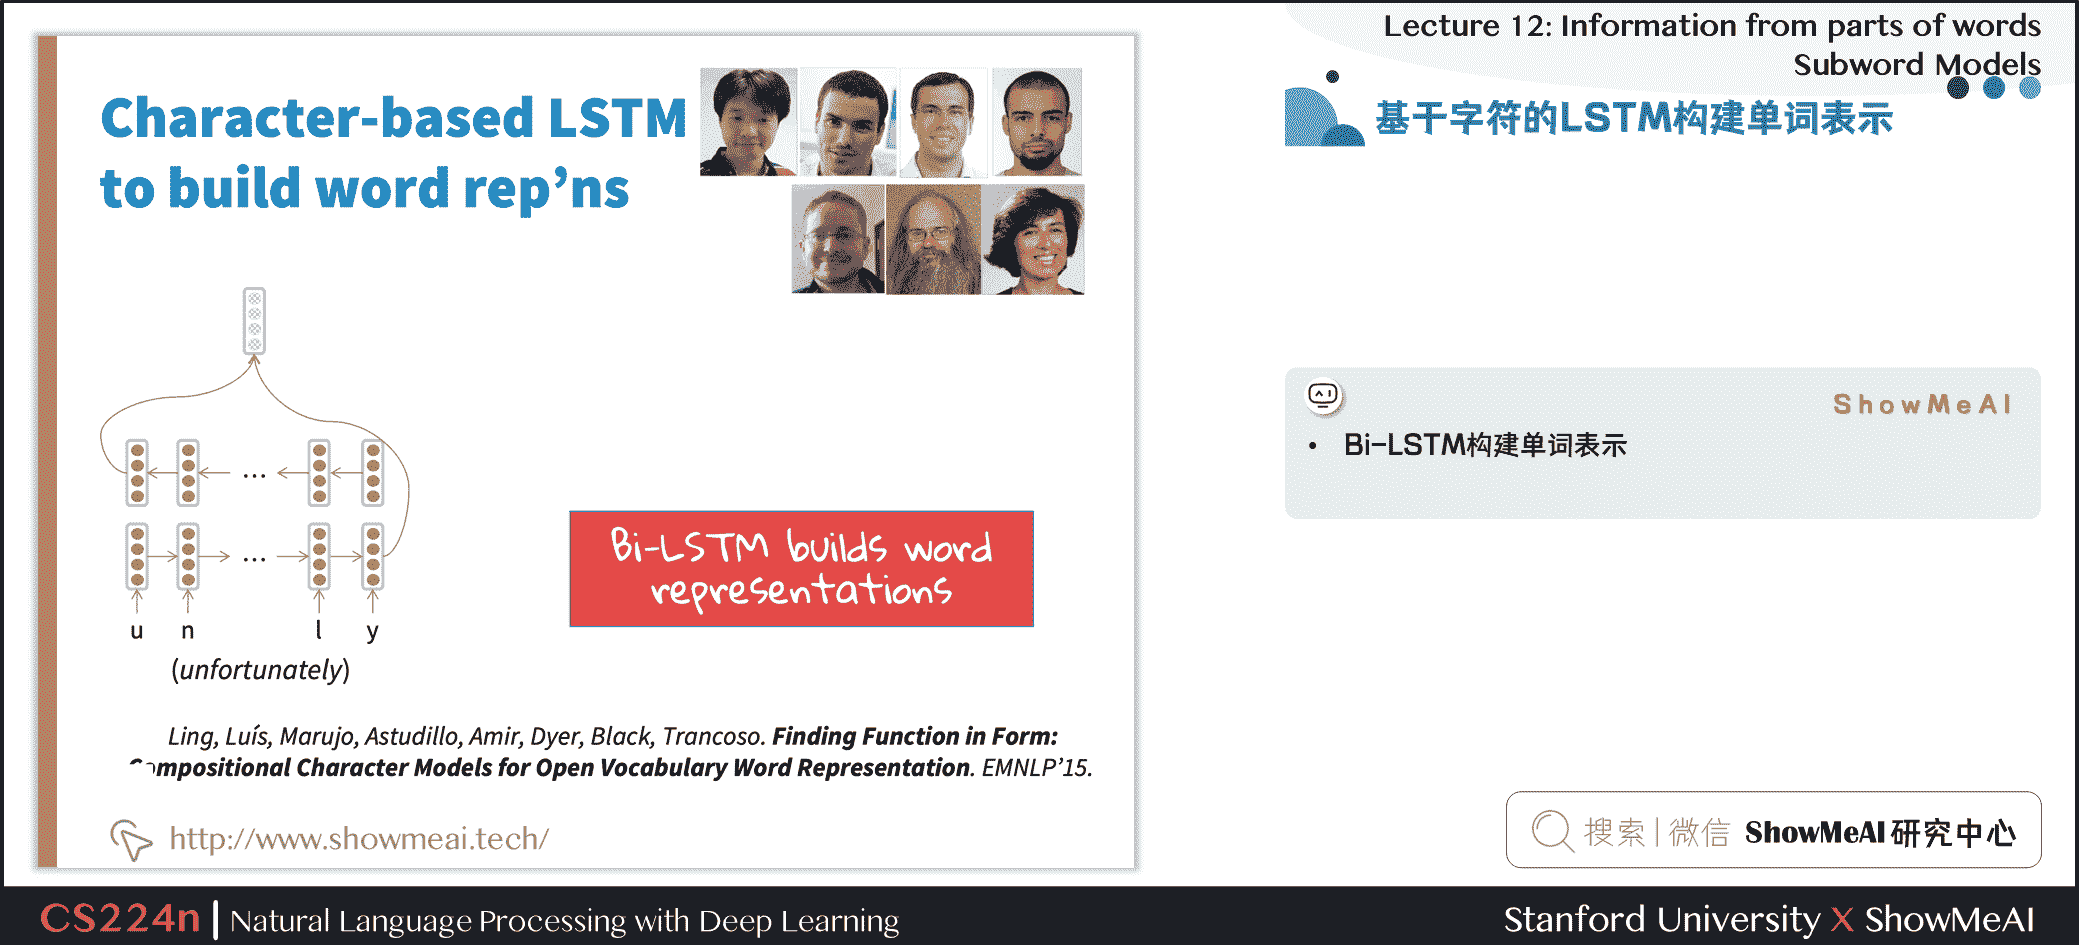 Lecture 12: Information from parts of words
Subword Models
Character-based LSTM
to build word rep’ns
基于字符的LSTM构建单词表示
ShowMeAI
• Bi-LSTM构建单词表示
...
...
Bi-LSTM builds word
representations
u n l y
(unfortunately)
Ling, Luís, Marujo, Astudillo, Amir, Dyer, Black, Trancoso. Finding Function in Form:
Compositional Character Models for Open Vocabulary Word Representation. EMNLP’15.
http://www.showmeai.tech/
搜索 | 微信 ShowMeAI 研究中心
CS224n | Natural Language Processing with Deep Learning
Stanford University X ShowMeAI